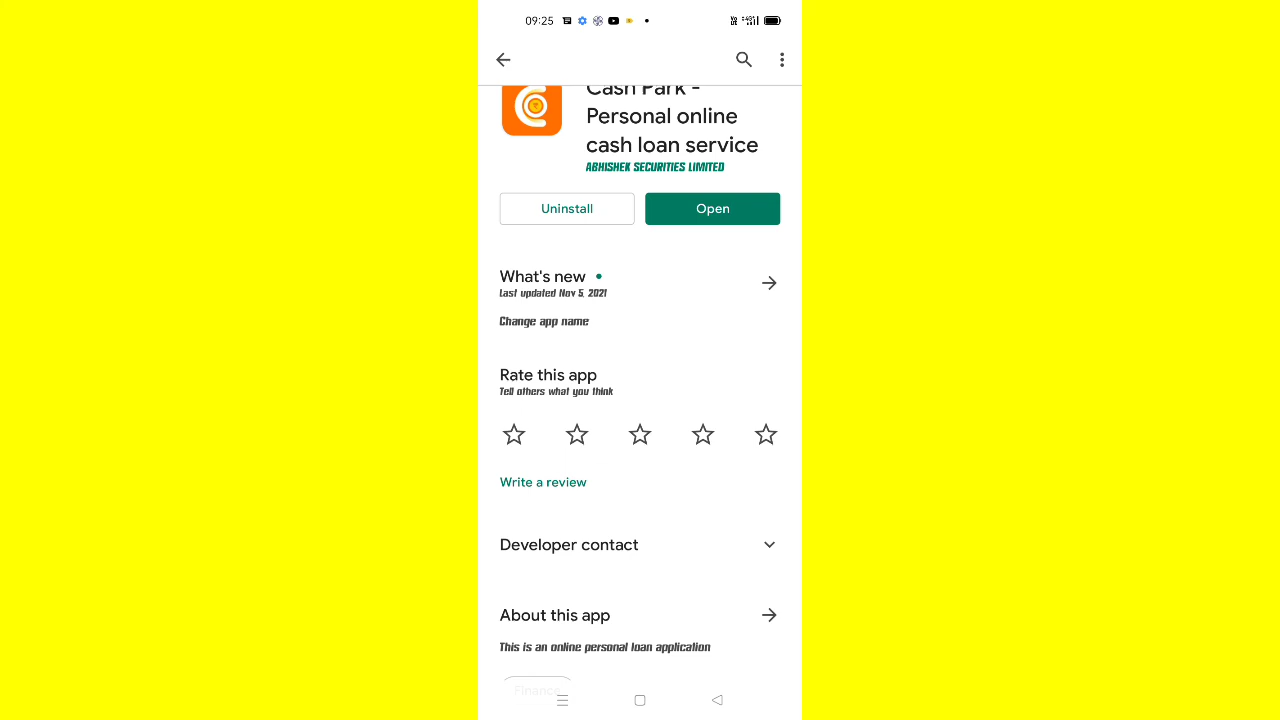 09:25
Cash Park -
Personal online
cash loan service
ABHISHEK SECURITIES LIMITED
Uninstall
Open
What's new
Last updated Nov 5, 2021
Change app name
Rate this app
Tell others what you think
Write a review
Developer contact
About this app
This is an online personal loan application
Finance